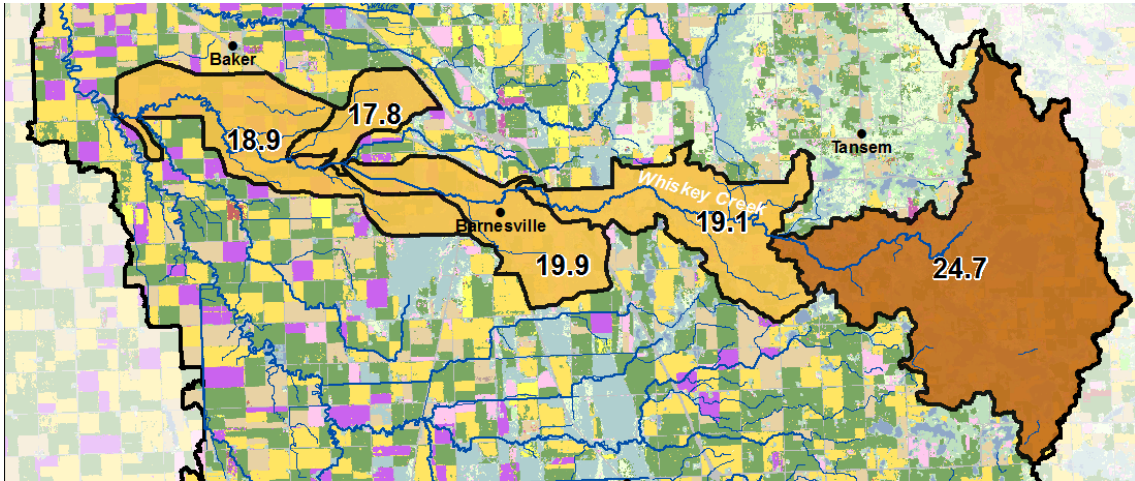 Baker
17.8
18.9
Tansem
Whiskey Creek
19.1
Barnesville
19.9
24.7